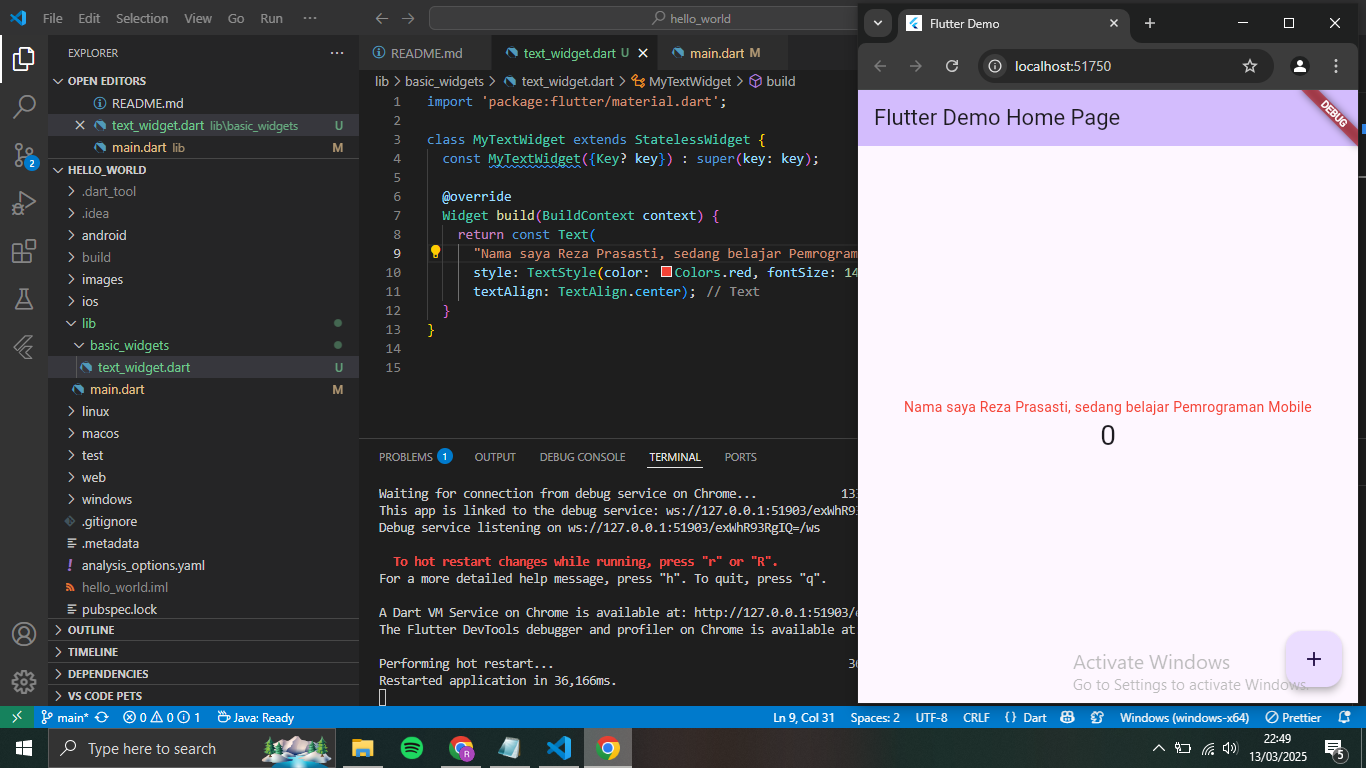 File Edit Selection View Go Run ···
hello_world
Flutter Demo
localhost:51750
EXPLORER
OPEN EDITORS
README.md
text_widget.dart lib\basic_widgets U
main.dart lib M
HELLO_WORLD
.dart_tool
.idea
android
build
images
ios
lib
basic_widgets
text_widget.dart U
main.dart M
linux
macos
test
web
windows
.gitignore
.metadata
analysis_options.yaml
hello_world.iml
pubspec.lock
OUTLINE
TIMELINE
DEPENDENCIES
VS CODE PETS
2
README.md text_widget.dart U main.dart M
lib > basic_widgets > text_widget.dart > MyTextWidget > build
1 import 'package:flutter/material.dart';
2
3 class MyTextWidget extends StatelessWidget {
4 const MyTextWidget({Key? key}) : super(key: key);
5
6 @override
7 Widget build(BuildContext context) {
8 return const Text(
9 "Nama saya Reza Prasasti, sedang belajar Pemrogram
10 style: TextStyle(color: Colors.red, fontSize: 14
11 textAlign: TextAlign.center); // Text
12 }
13 }
14
15
PROBLEMS 1 OUTPUT DEBUG CONSOLE TERMINAL PORTS
Waiting for connection from debug service on Chrome... 13
This app is linked to the debug service: ws://127.0.0.1:51903/exWhR93
Debug service listening on ws://127.0.0.1:51903/exWhR93RgIQ=/ws
To hot restart changes while running, press "r" or "R".
For a more detailed help message, press "h". To quit, press "q".
A Dart VM Service on Chrome is available at: http://127.0.0.1:51903/
The Flutter DevTools debugger and profiler on Chrome is available at
Performing hot restart... 3
Restarted application in 36,166ms.
Flutter Demo Home Page
DEBUG
Nama saya Reza Prasasti, sedang belajar Pemrograman Mobile
0
+
Activate Windows
Go to Settings to activate Windows.
main* 0 0 1 Java: Ready
Ln 9, Col 31 Spaces: 2 UTF-8 CRLF {} Dart Windows (windows-x64) Prettier
Type here to search
R
22:49
13/03/2025
5